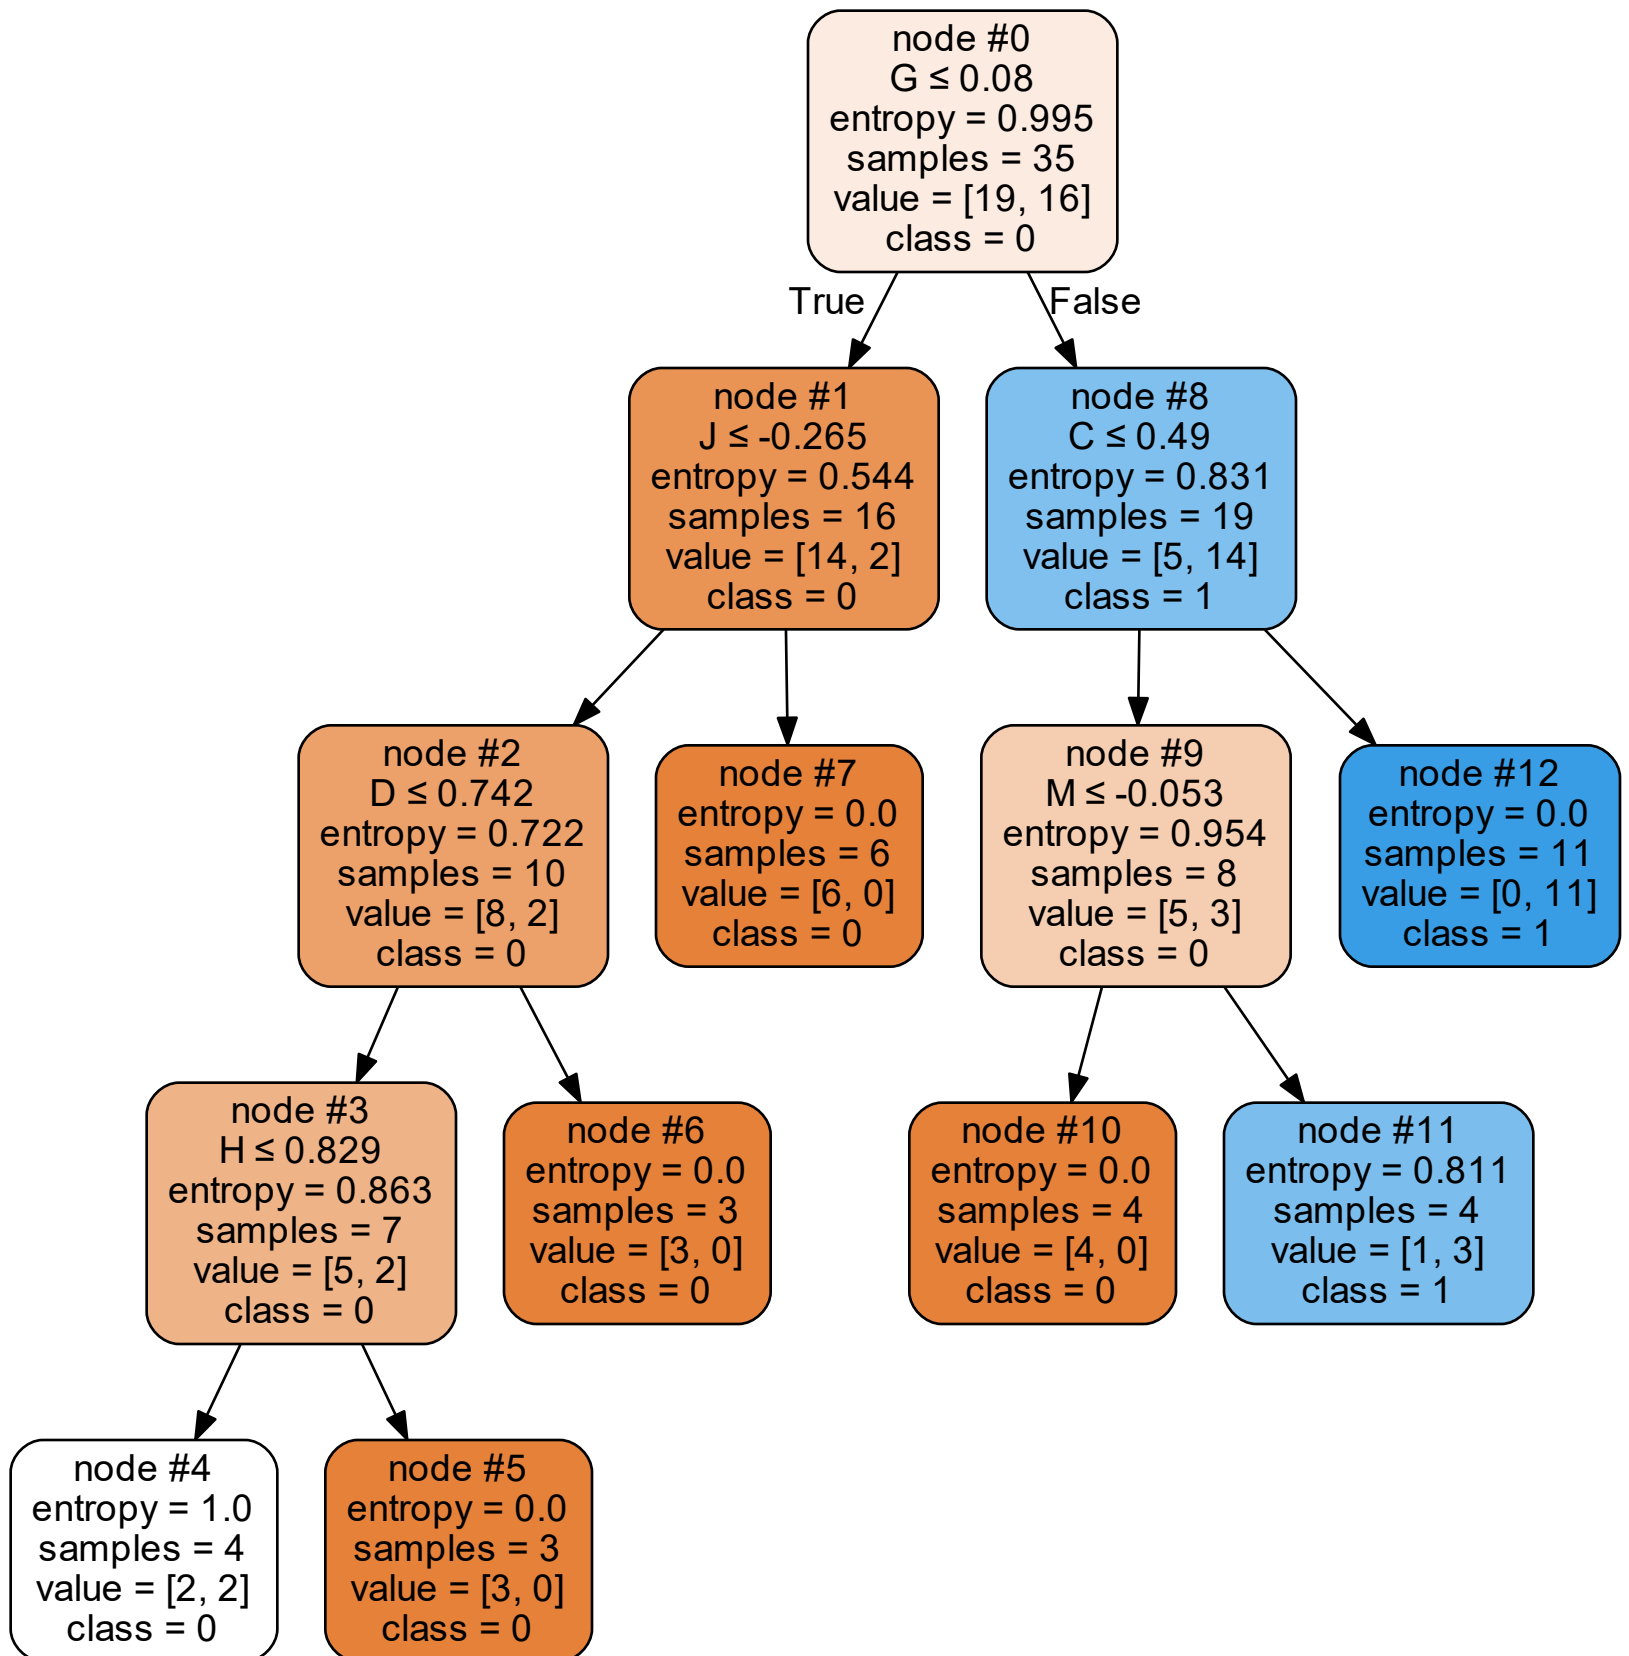 node #0
G ≤ 0.08
entropy = 0.995
samples = 35
value = [19, 16]
class = 0
True
False
node #1
J ≤ -0.265
entropy = 0.544
samples = 16
value = [14, 2]
class = 0
node #8
C ≤ 0.49
entropy = 0.831
samples = 19
value = [5, 14]
class = 1
node #2
D ≤ 0.742
entropy = 0.722
samples = 10
value = [8, 2]
class = 0
node #7
entropy = 0.0
samples = 6
value = [6, 0]
class = 0
node #9
M ≤ -0.053
entropy = 0.954
samples = 8
value = [5, 3]
class = 0
node #12
entropy = 0.0
samples = 11
value = [0, 11]
class = 1
node #3
H ≤ 0.829
entropy = 0.863
samples = 7
value = [5, 2]
class = 0
node #6
entropy = 0.0
samples = 3
value = [3, 0]
class = 0
node #10
entropy = 0.0
samples = 4
value = [4, 0]
class = 0
node #11
entropy = 0.811
samples = 4
value = [1, 3]
class = 1
node #4
entropy = 1.0
samples = 4
value = [2, 2]
class = 0
node #5
entropy = 0.0
samples = 3
value = [3, 0]
class = 0